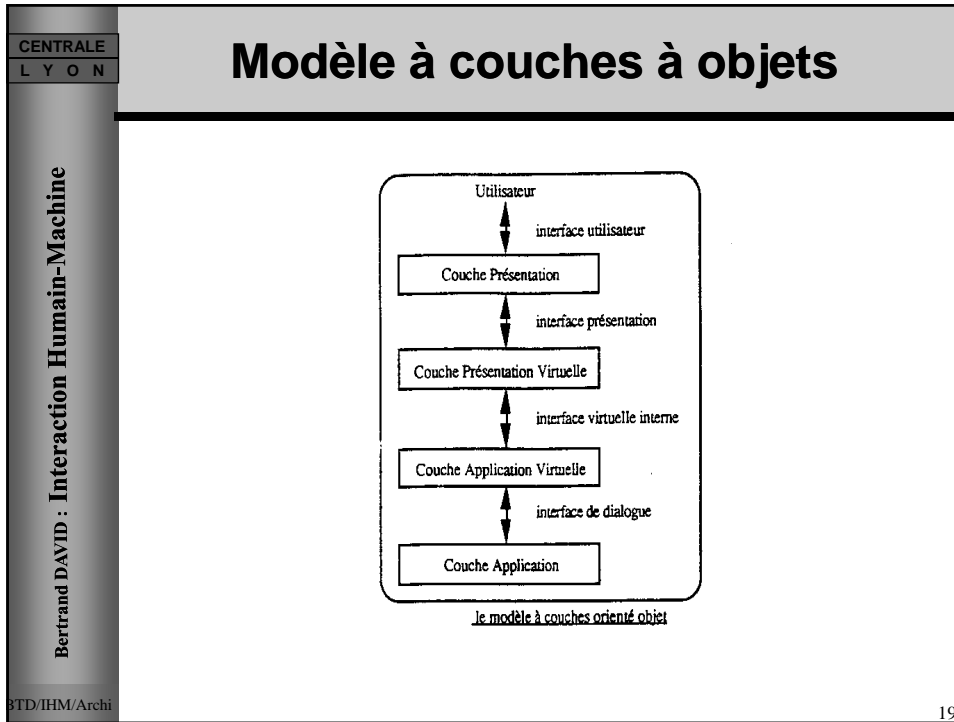 CENTRALE
L Y O N
Modèle à couches à objets
Bertrand DAVID : Interaction Humain-Machine
Utilisateur
interface utilisateur
Couche Présentation
interface présentation
Couche Présentation Virtuelle
interface virtuelle interne
Couche Application Virtuelle
interface de dialogue
Couche Application
le modèle à couches orienté objet
BTD/IHM/Archi
19